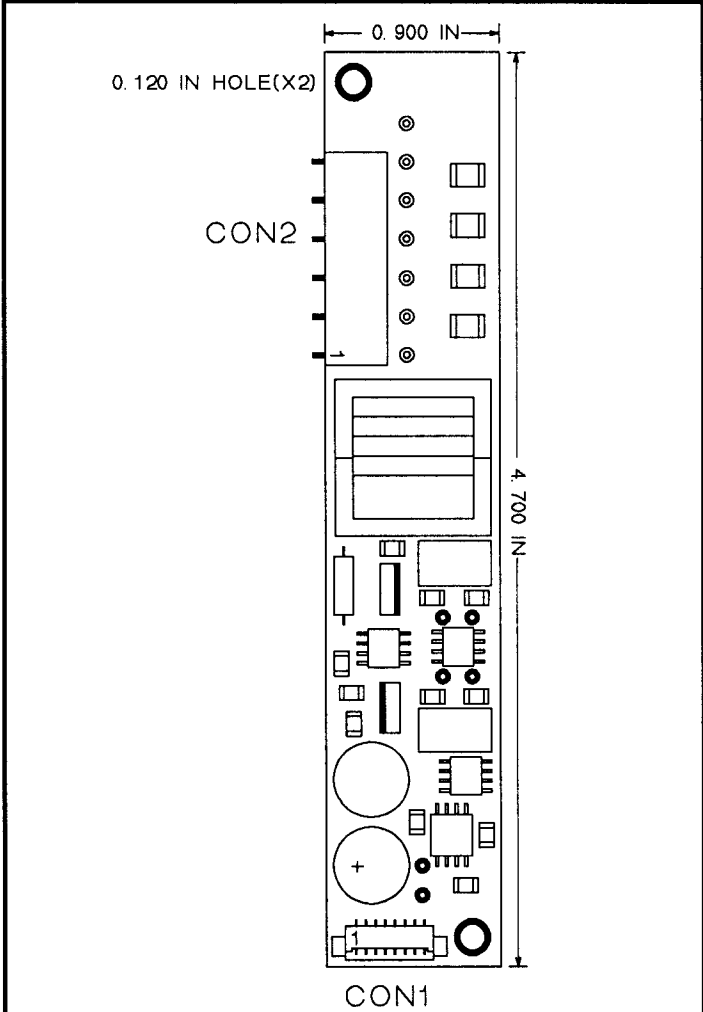 0.900 IN
0.120 IN HOLE(X2)
CON2
1
4.700 IN
+
1
CON1